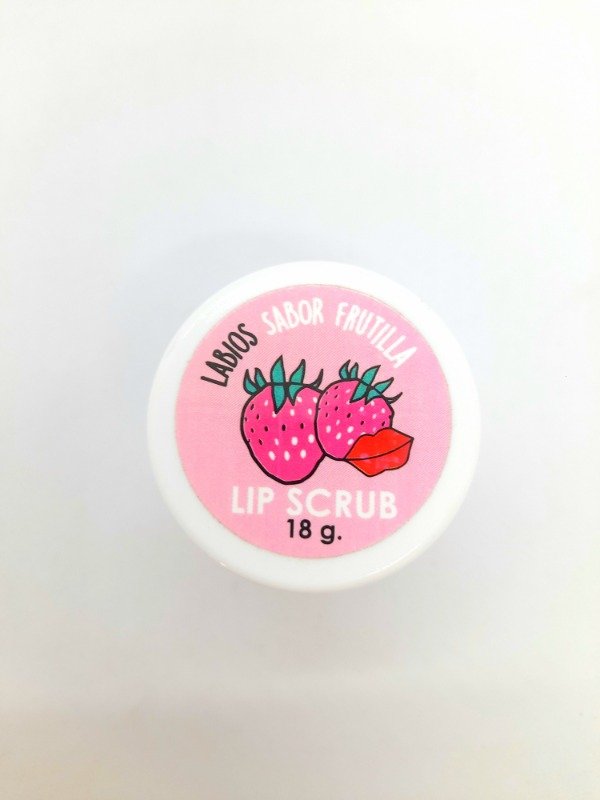 LABIOS SABOR FRUTILLA
LIP SCRUB
18 g.